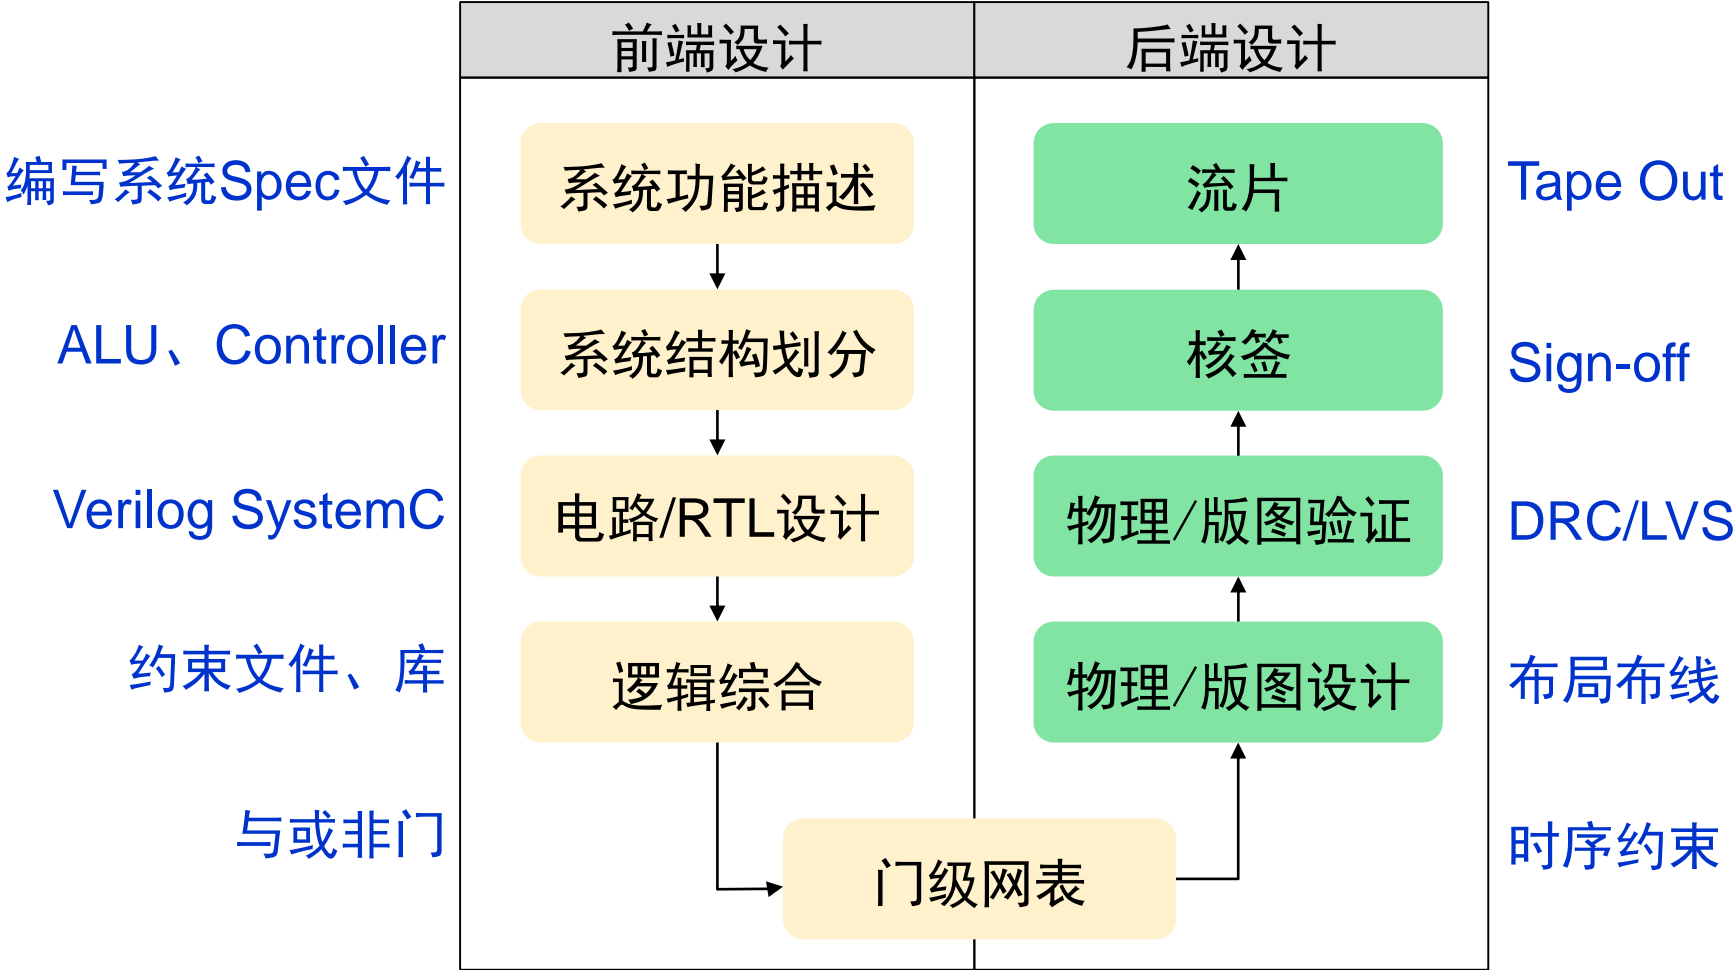 前端设计
后端设计
编写系统Spec文件
系统功能描述
流片
Tape Out
ALU、Controller
系统结构划分
核签
Sign-off
Verilog SystemC
电路/RTL设计
物理/版图验证
DRC/LVS
约束文件、库
逻辑综合
物理/版图设计
布局布线
与或非门
门级网表
时序约束